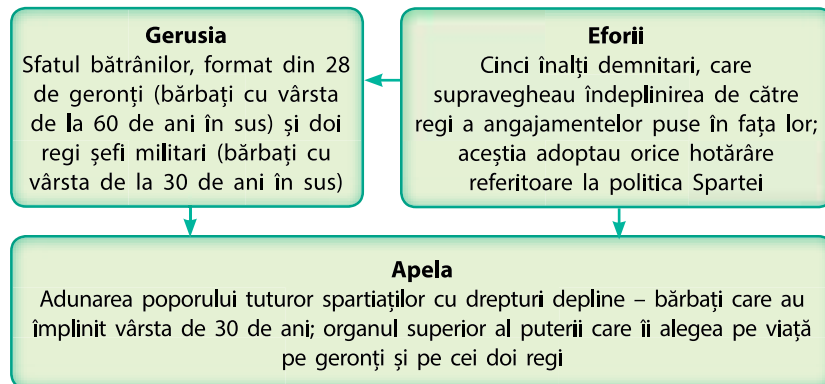 Gerusia
Sfatul bătrânilor, format din 28
de geronți (bărbați cu vârsta
de la 60 de ani în sus) și doi
regi șefi militari (bărbați cu
vârsta de la 30 de ani în sus)
Eforii
Cinci înalți demnitari, care
supravegheau îndeplinirea de către
regi a angajamentelor puse în fața lor;
aceștia adoptau orice hotărâre
referitoare la politica Spartei
Apela
Adunarea poporului tuturor spartiaților cu drepturi depline – bărbați care au
împlinit vârsta de 30 de ani; organul superior al puterii care îi alegea pe viață
pe geronți și pe cei doi regi